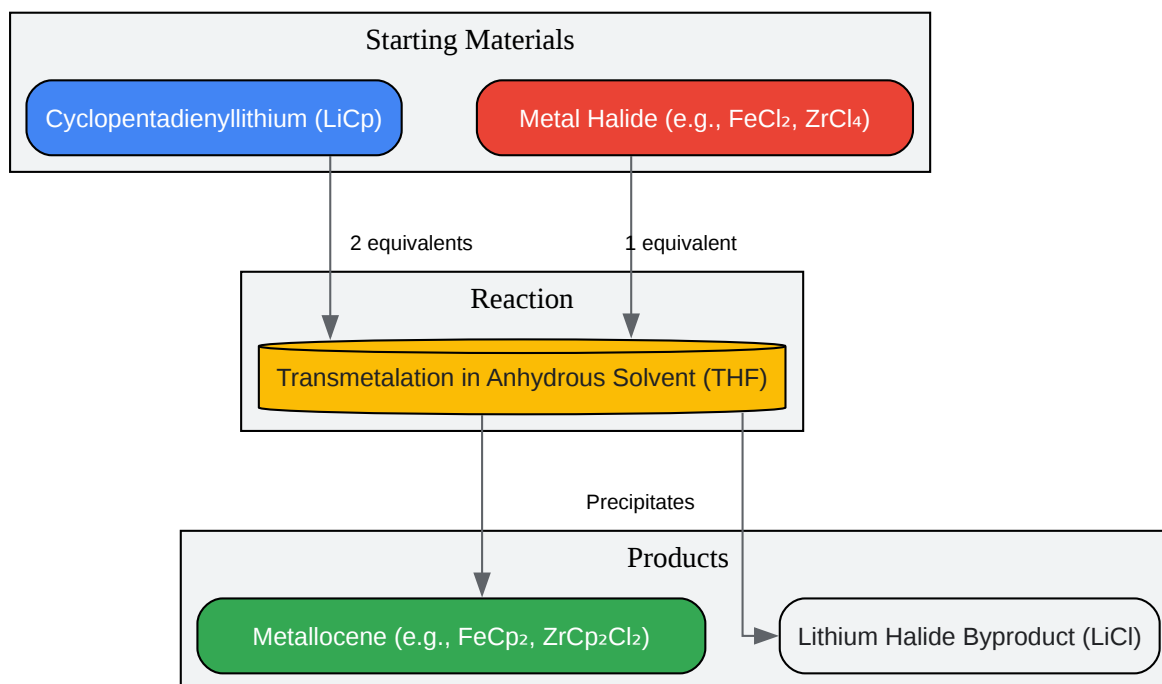 Starting Materials
Cyclopentadienyllithium (LiCp)
Metal Halide (e.g., FeCl₂, ZrCl₄)
2 equivalents
1 equivalent
Reaction
Transmetalation in Anhydrous Solvent (THF)
Precipitates
Products
Metallocene (e.g., FeCp₂, ZrCp₂Cl₂)
Lithium Halide Byproduct (LiCl)